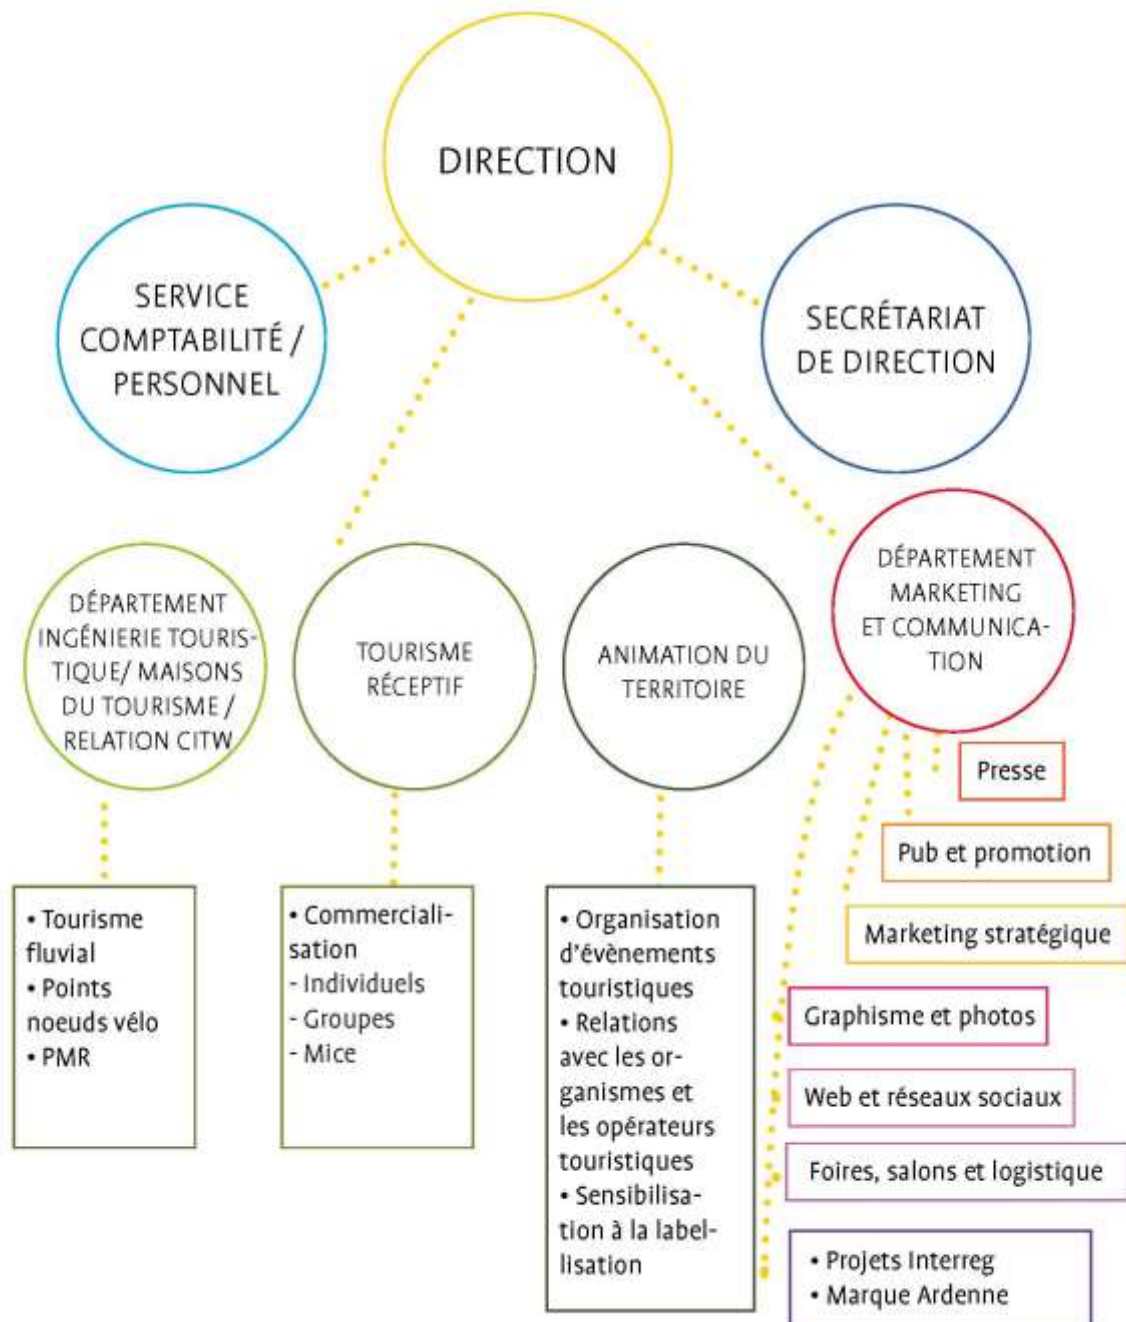 DIRECTION
SERVICE
COMPTABILITÉ /
PERSONNEL
SECRÉTARIAT
DE DIRECTION
DÉPARTEMENT
INGÉNIERIE TOURIS-
TIQUE/ MAISONS
DU TOURISME /
RELATION CITW
TOURISME
RÉCEPTIF
ANIMATION DU
TERRITOIRE
DÉPARTEMENT
MARKETING
ET COMMUNICA-
TION
• Tourisme
fluvial
• Points
noeuds vélo
• PMR
• Commerciali-
sation
- Individuels
- Groupes
- Mice
• Organisation
d'évènements
touristiques
• Relations
avec les or-
ganismes et
les opérateurs
touristiques
• Sensibilisa-
tion à la label-
lisation
Presse
Pub et promotion
Marketing stratégique
Graphisme et photos
Web et réseaux sociaux
Foires, salons et logistique
• Projets Interreg
• Marque Ardenne